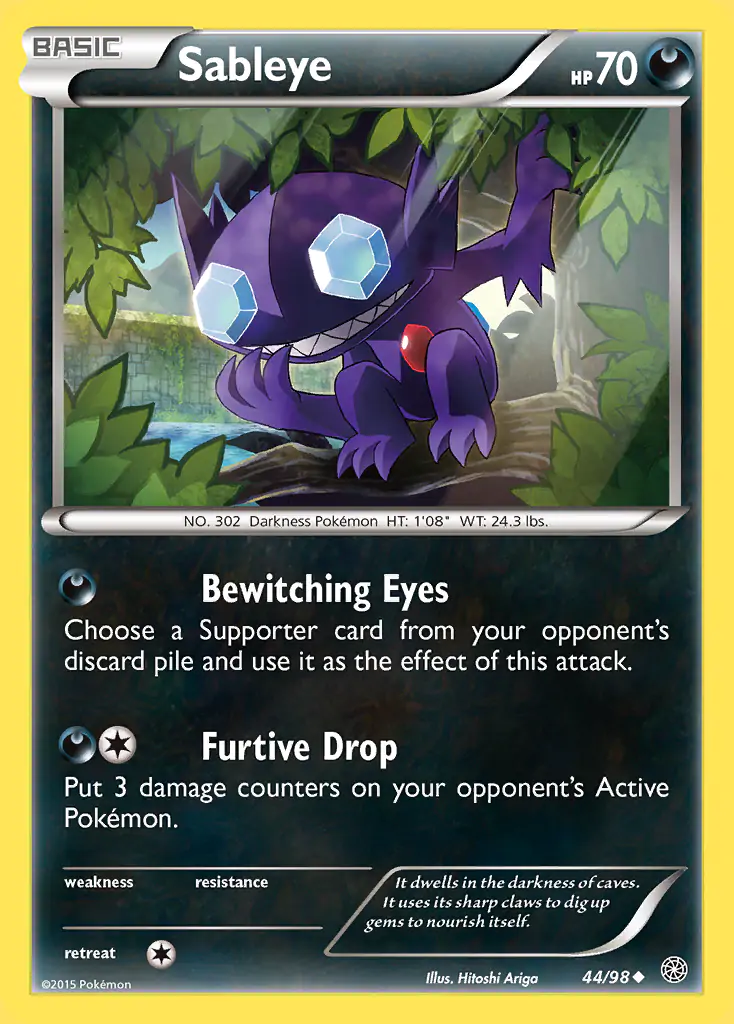 BASIC
Sableye
HP 70
NO. 302 Darkness Pokémon HT: 1'08" WT: 24.3 lbs.
Bewitching Eyes
Choose a Supporter card from your opponent's
discard pile and use it as the effect of this attack.
Furtive Drop
Put 3 damage counters on your opponent's Active
Pokémon.
weakness resistance
It dwells in the darkness of caves.
It uses its sharp claws to dig up
gems to nourish itself.
retreat
©2015 Pokémon
Illus. Hitoshi Ariga
44/98